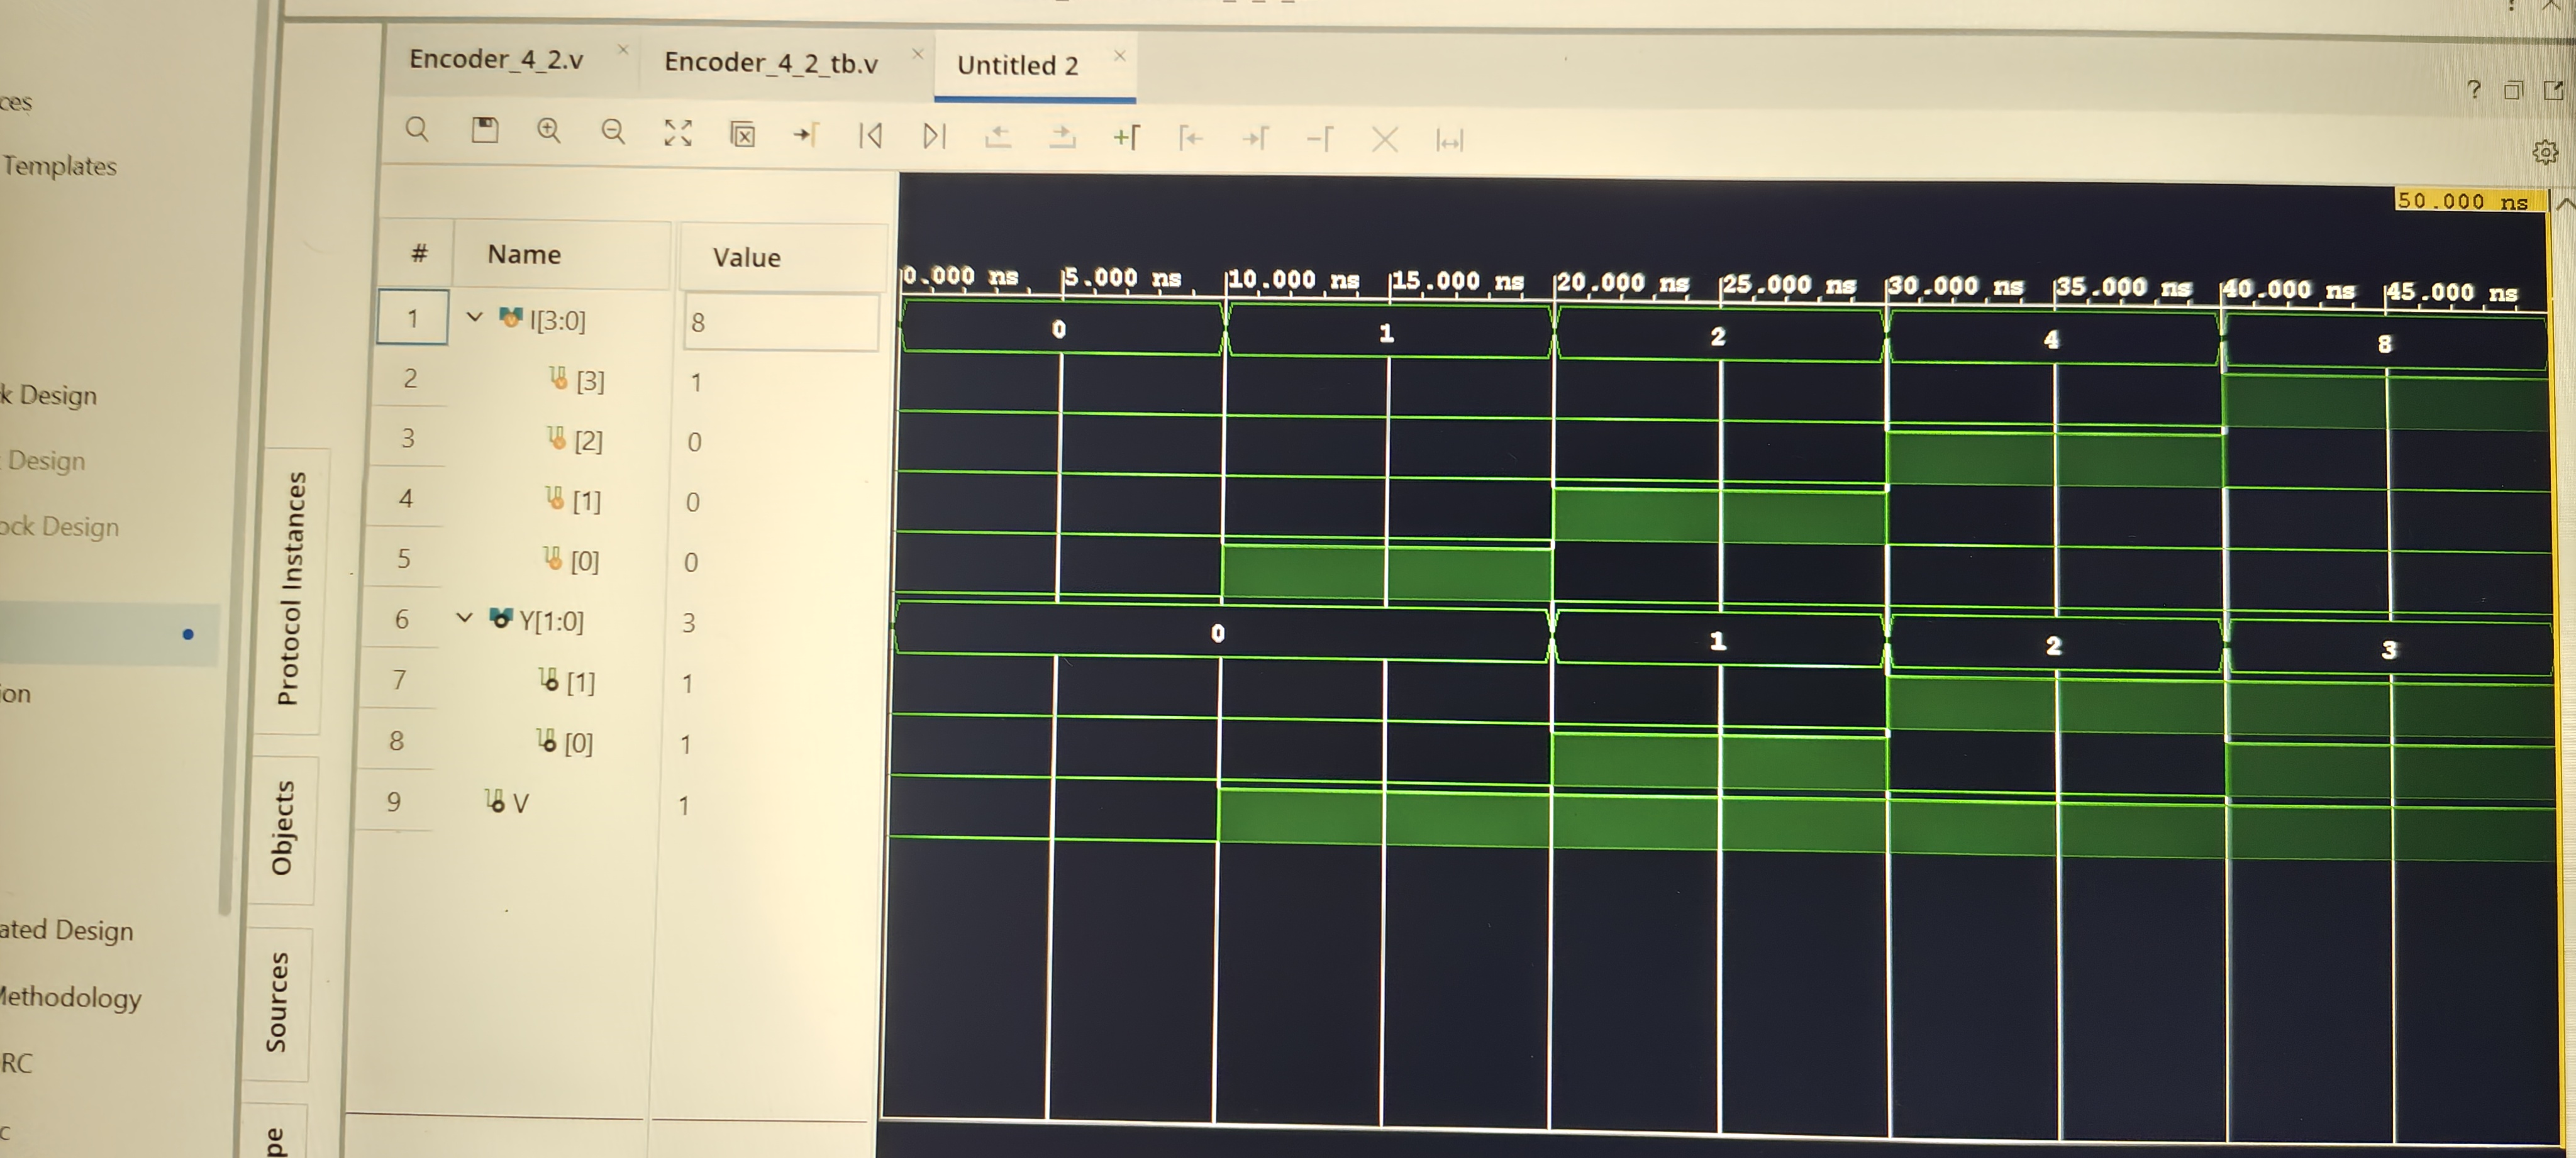 Encoder_4_2.v × Encoder_4_2_tb.v × Untitled 2 ×
ces
Templates
k Design
Design
ock Design
ion
ated Design
Methodology
RC
c
Protocol Instances
Objects
Sources
pe
50.000 ns
# Name Value
0.000 ns 5.000 ns 10.000 ns 15.000 ns 20.000 ns 25.000 ns 30.000 ns 35.000 ns 40.000 ns 45.000 ns
1 I[3:0] 8 0 1 2 4 8
2 [3] 1
3 [2] 0
4 [1] 0
5 [0] 0
6 Y[1:0] 3 0 1 2 3
7 [1] 1
8 [0] 1
9 V 1